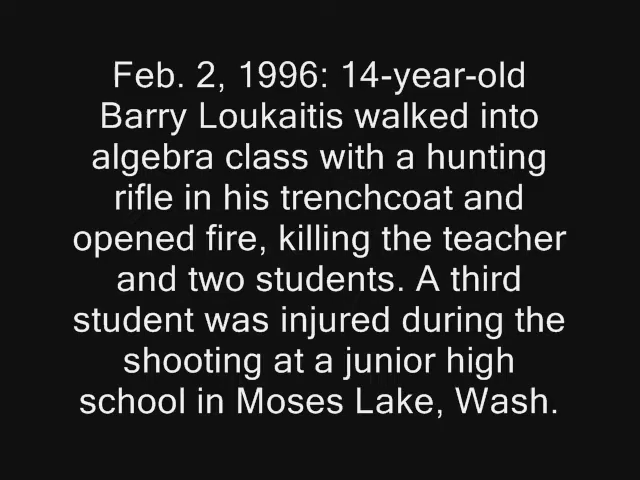 Feb. 2, 1996: 14-year-old
Barry Loukaitis walked into
algebra class with a hunting
rifle in his trenchcoat and
opened fire, killing the teacher
and two students. A third
student was injured during the
shooting at a junior high
school in Moses Lake, Wash.